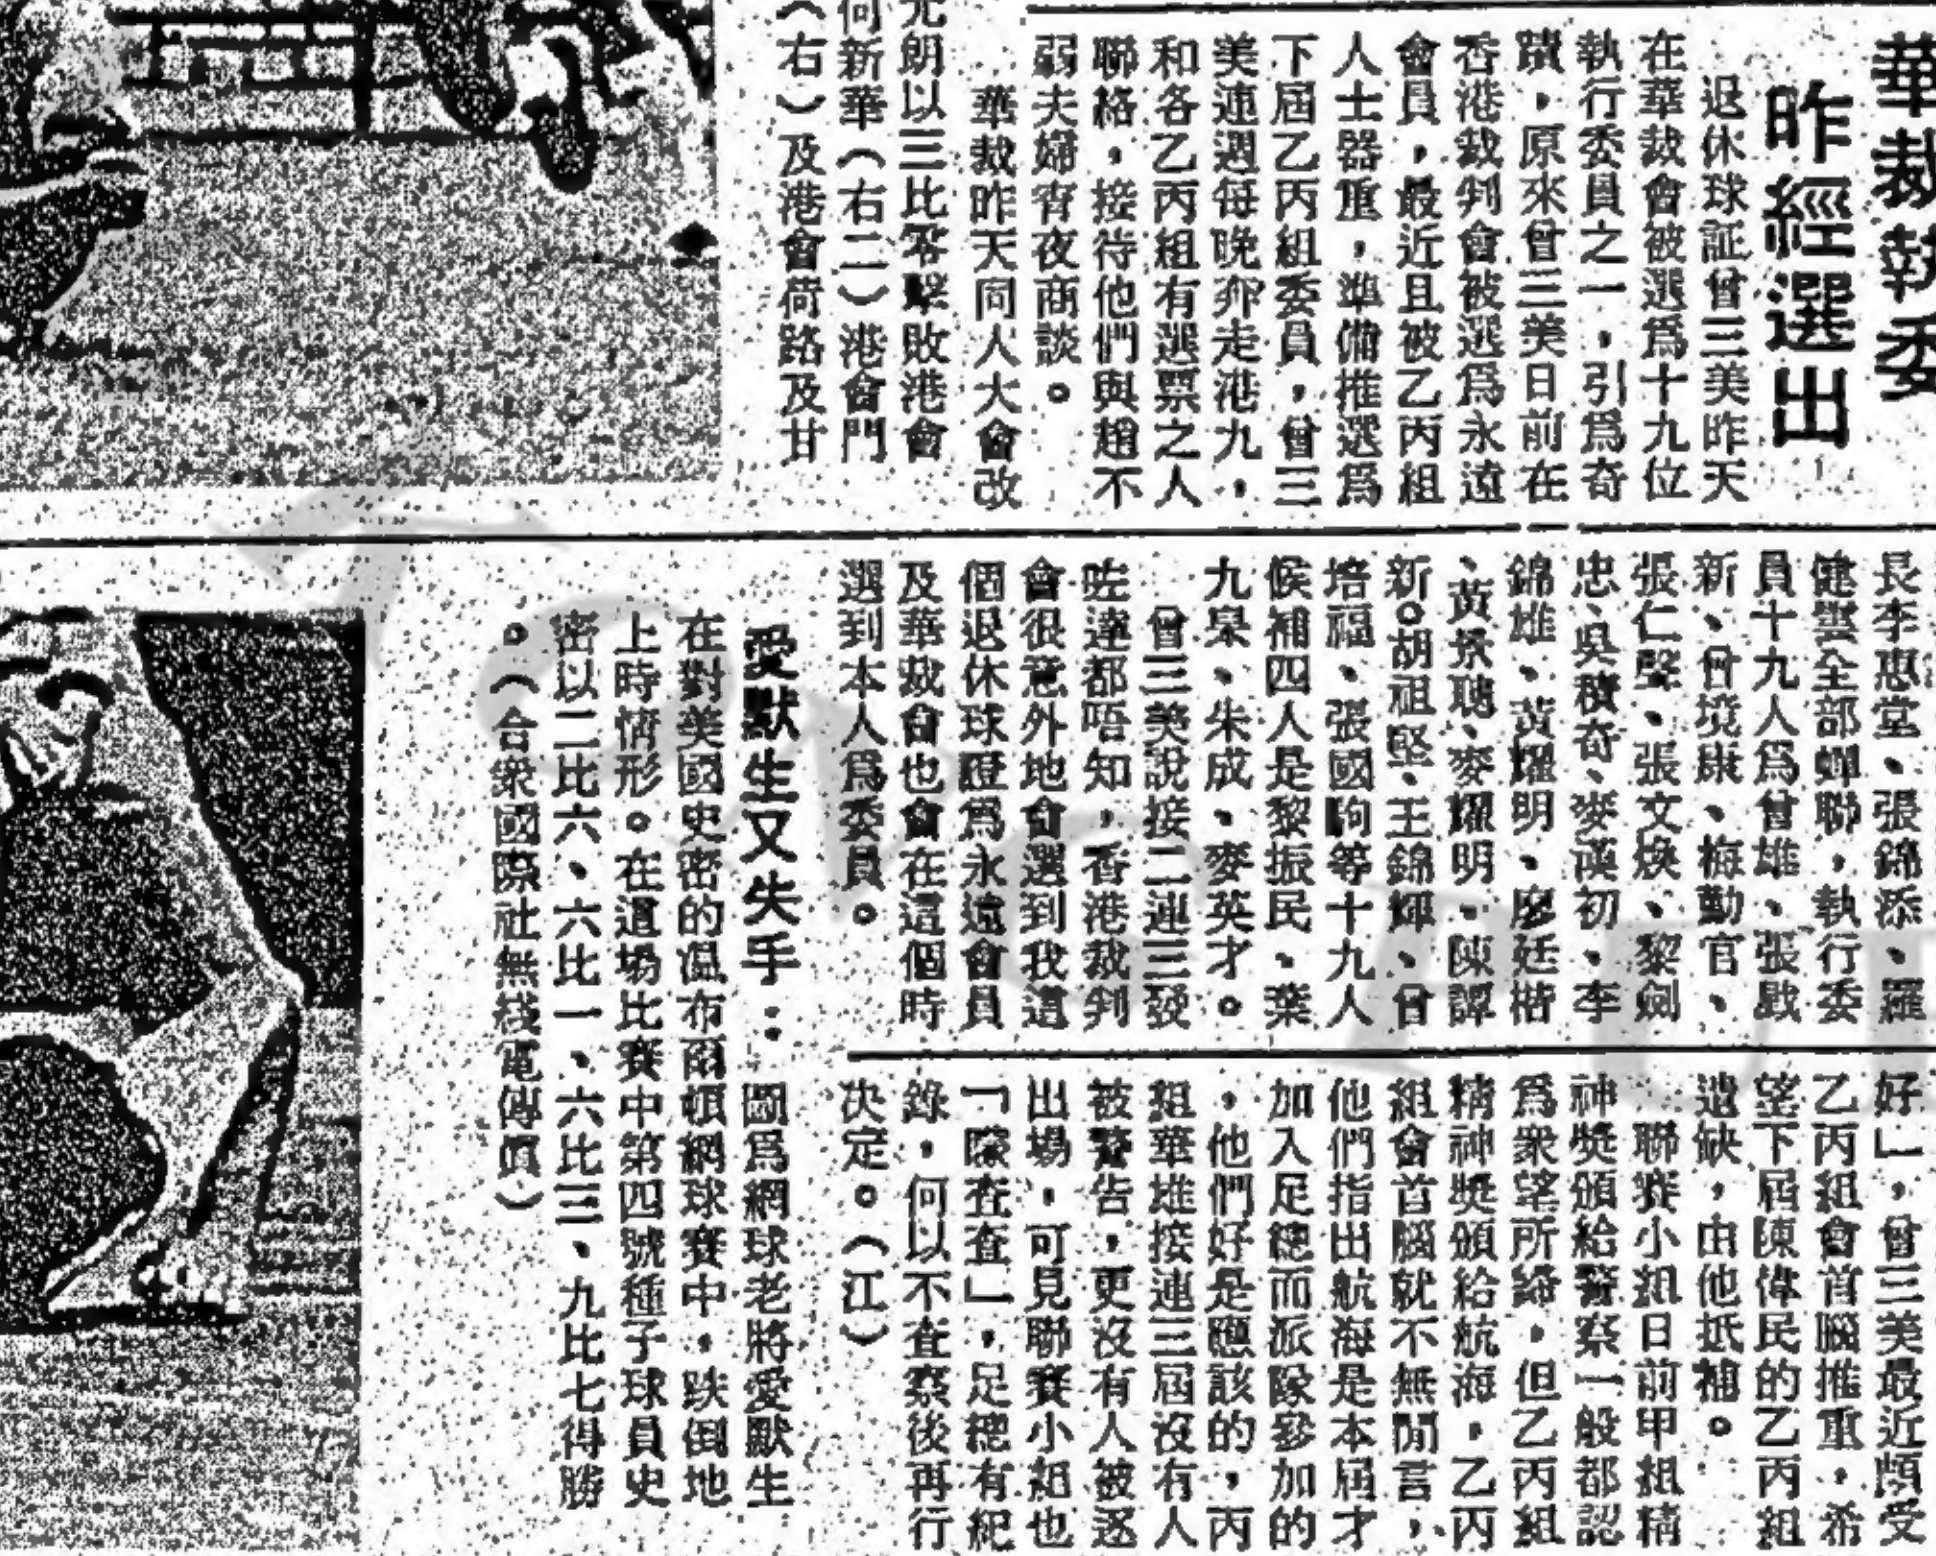 華裁執委
昨經選出
退休球証曾三美昨天
在華裁會被選爲十九位
執行委員之一,引爲奇
蹟,原來曾三美日前在
香港裁判會被选爲永遠
會員,最近且被乙丙組
人士器重,準備推選爲
下屆乙丙組委員,曾三
美連週每晚奔走港九,
和各乙丙組有選票之人
聯絡,接待他們與趙不
弱夫婦宵夜商談。
華裁昨天同人大會改
長李惠堂、張錦添、羅
健雲全部蟬聯,執行委
員十九人爲曾雄、張戥
新、曾境康、梅勤官、
張仁聲、張文煥、黎劍
忠、吳積奇、麥漢初、李
錦雄、黃耀明、廖廷楷
、黃景聰、麥耀明、陳譚
新。胡祖堅、王錦輝、曾
培福、張國駒等十九人
候補四人是黎振民、葉
九皋、朱成、麥英才。
曾三美說接二連三發
咗達都唔知,香港裁判
會很意外地會選到我這
個退休球證爲永遠會員
及華裁會也會在這個時
選到本人爲委員。
好」,曾三美最近頗受
乙丙組會首腦推重,希
望下屆陳偉民的乙丙組
遺缺,由他抵補。
聯賽小組日前甲組精
神獎頒給警察一般都認
爲衆望所歸,但乙丙組
精神獎頒給航海,乙丙
組會首腦就不無閒言,
他們指出航海是本屆才
加入足總而派隊參加的
,他們好是應該的,丙
組華堆接連三屆沒有人
被警告,更沒有人被逐
出場,可見聯賽小組也
「隙查查」,足總有紀
錄,何以不查察後再行
決定。(江)
元朗以三比零擊敗港會
何新華(右二)港會門
(右)及港會荷路及甘
愛默生又失手:圖爲網球老將愛默生
在對美國史密的溫布頓網球賽中,跌倒地
上時情形。在這場比賽中第四號種子球員史
密以二比六、六比一、六比三、九比七得勝
。(合衆國際社無綫電傳真)